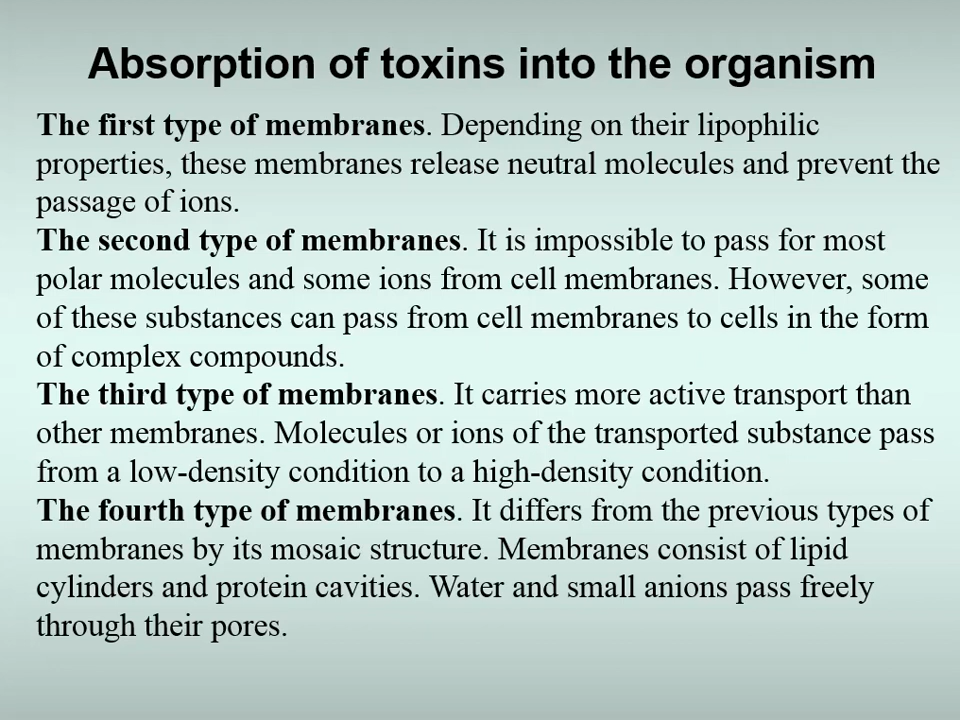 Absorption of toxins into the organism
The first type of membranes. Depending on their lipophilic
properties, these membranes release neutral molecules and prevent the
passage of ions.
The second type of membranes. It is impossible to pass for most
polar molecules and some ions from cell membranes. However, some
of these substances can pass from cell membranes to cells in the form
of complex compounds.
The third type of membranes. It carries more active transport than
other membranes. Molecules or ions of the transported substance pass
from a low-density condition to a high-density condition.
The fourth type of membranes. It differs from the previous types of
membranes by its mosaic structure. Membranes consist of lipid
cylinders and protein cavities. Water and small anions pass freely
through their pores.